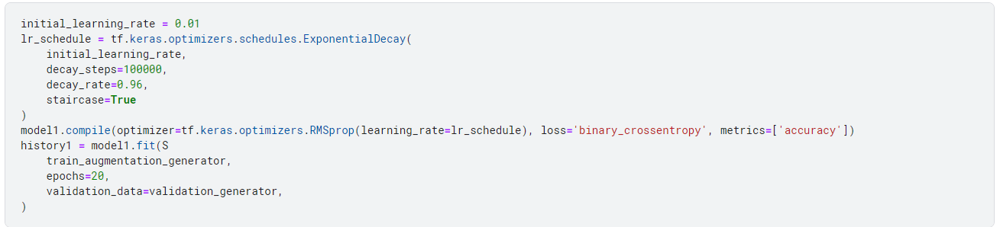 initial_learning_rate = 0.01
lr_schedule = tf.keras.optimizers.schedules.ExponentialDecay(
    initial_learning_rate,
    decay_steps=100000,
    decay_rate=0.96,
    staircase=True
)
model1.compile(optimizer=tf.keras.optimizers.RMSprop(learning_rate=lr_schedule), loss='binary_crossentropy', metrics=['accuracy'])
history1 = model1.fit(S
    train_augmentation_generator,
    epochs=20,
    validation_data=validation_generator,
)